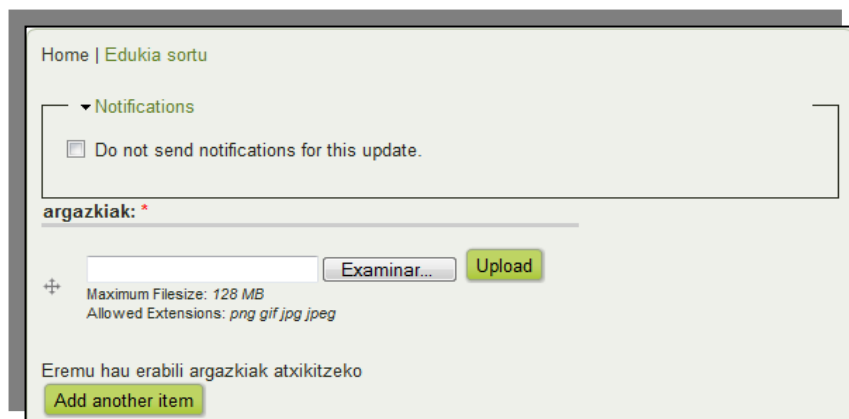 Home | Edukia sortu
Notifications
Do not send notifications for this update.
argazkiak: *
Examinar... Upload
Maximum Filesize: 128 MB
Allowed Extensions: png gif jpg jpeg
Eremu hau erabili argazkiak atxikitzeko
Add another item